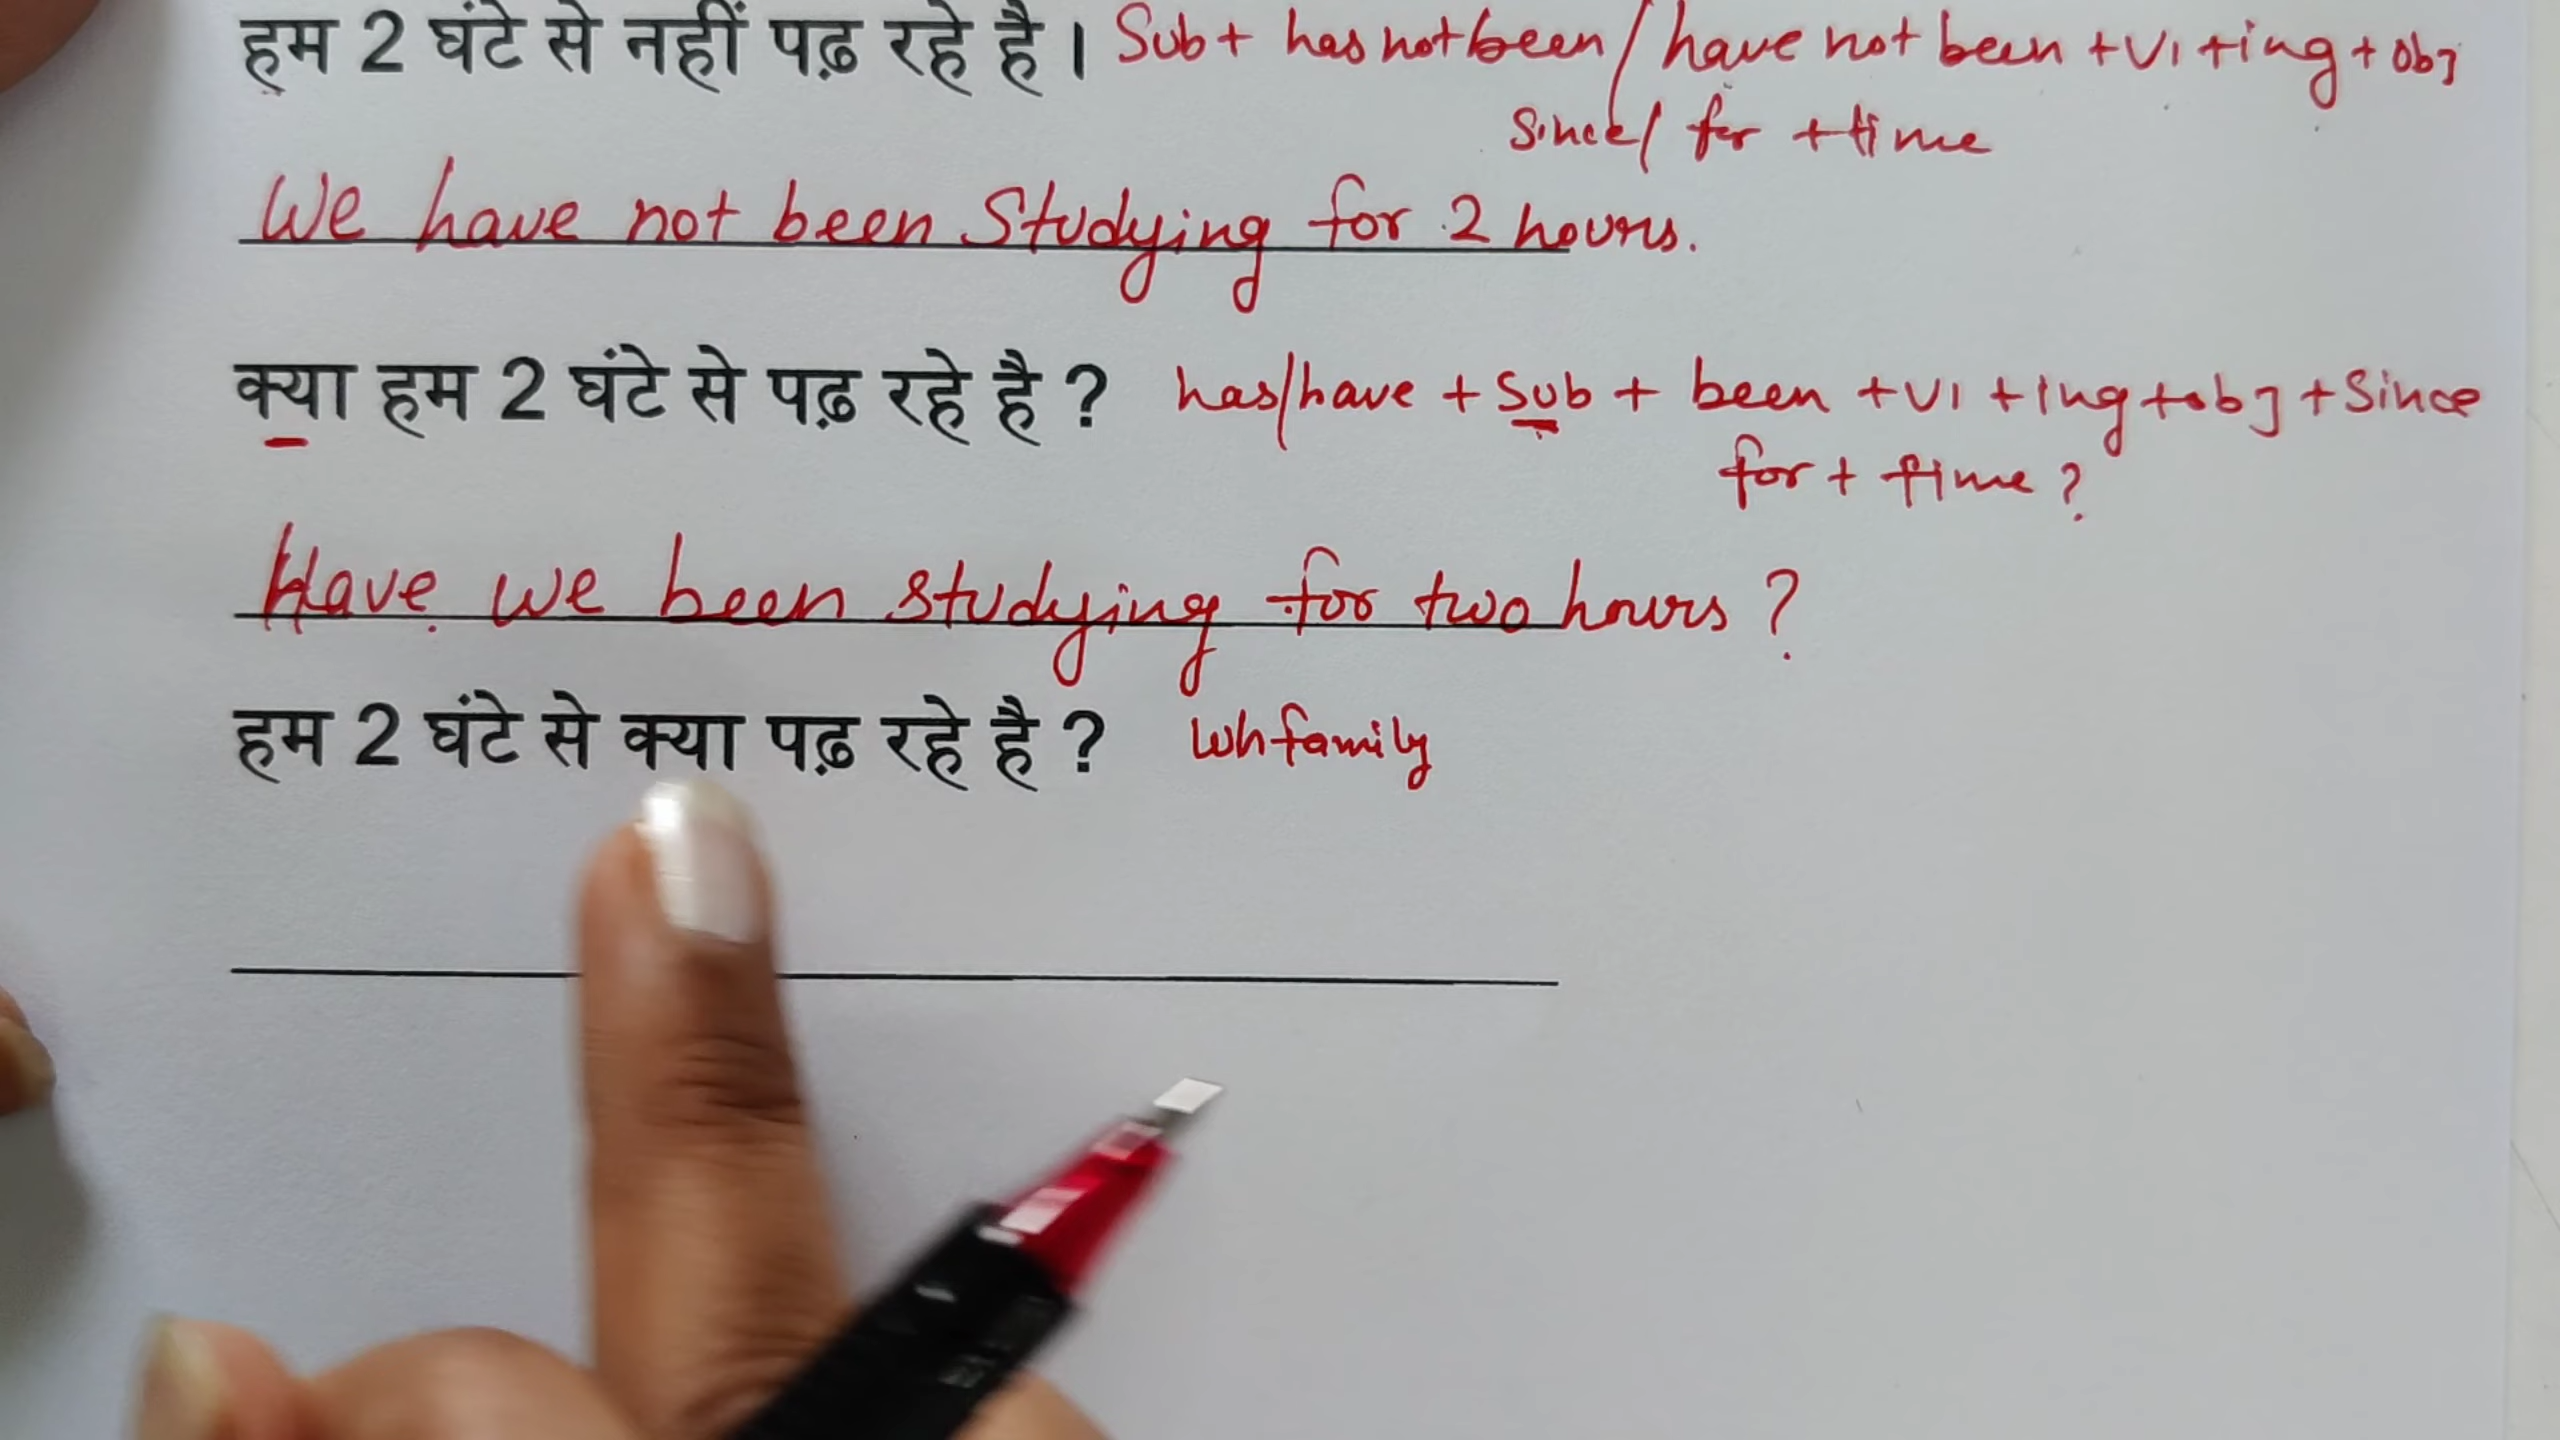 हम 2 घंटे से नहीं पढ़ रहे है । Sub + has not been / have not been + V1 + ing + obj
since / for + time
We have not been Studying for 2 hours.
क्या हम 2 घंटे से पढ़ रहे है ? has/have + Sub + been + V1 + ing + obj + Since
for + time ?
Have we been studying for two hours ?
हम 2 घंटे से क्या पढ़ रहे है ? Wh family